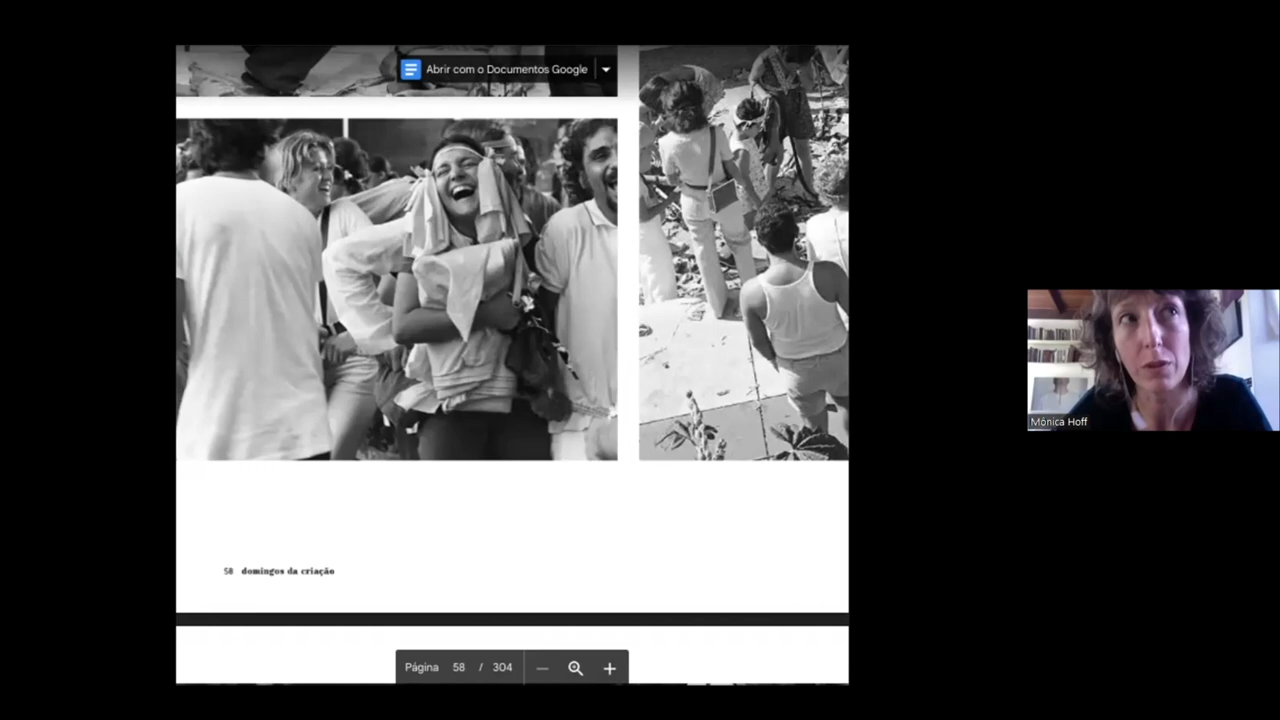 Abrir com o Documentos Google
Mônica Hoff
58 domingos da criação
Página 58 / 304